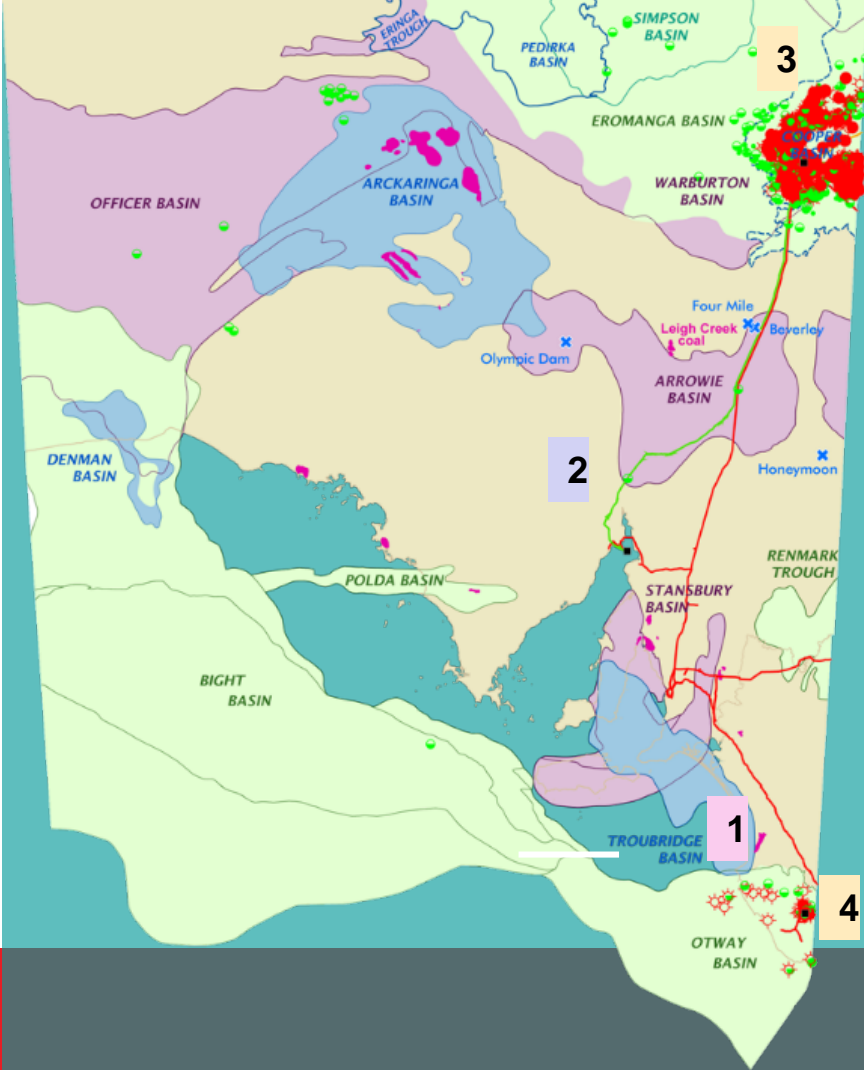 ERINGA
TROUGH
SIMPSON
BASIN
PEDIRKA
BASIN
3
EROMANGA BASIN
COOPER
BASIN
ARCKARINGA
BASIN
WARBURTON
BASIN
OFFICER BASIN
Four Mile
Leigh Creek
coal
Beverley
Olympic Dam
ARROWIE
BASIN
2
DENMAN
BASIN
Honeymoon
RENMARK
TROUGH
POLDA BASIN
STANSBURY
BASIN
BIGHT
BASIN
1
TROUBRIDGE
BASIN
4
OTWAY
BASIN